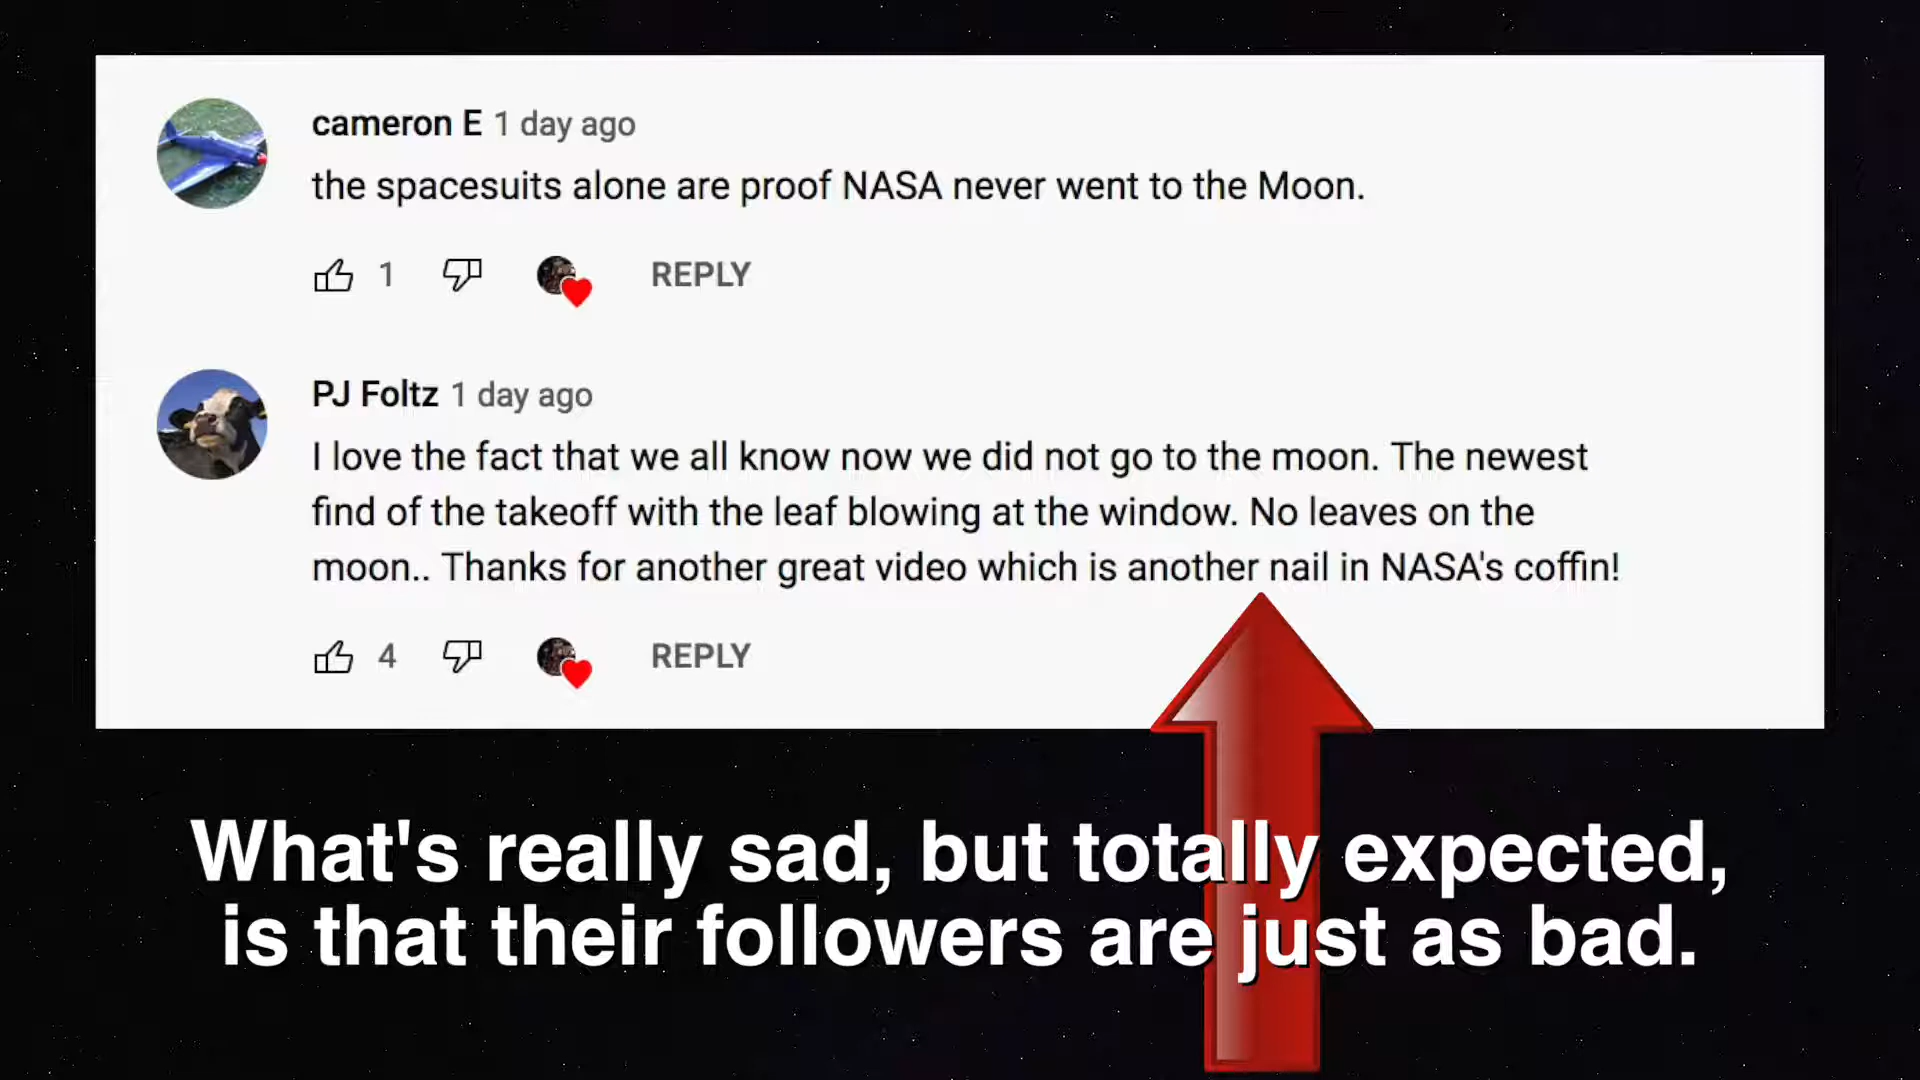 cameron E 1 day ago
the spacesuits alone are proof NASA never went to the Moon.
1 REPLY
PJ Foltz 1 day ago
I love the fact that we all know now we did not go to the moon. The newest
find of the takeoff with the leaf blowing at the window. No leaves on the
moon.. Thanks for another great video which is another nail in NASA's coffin!
4 REPLY
What's really sad, but totally expected,
is that their followers are just as bad.